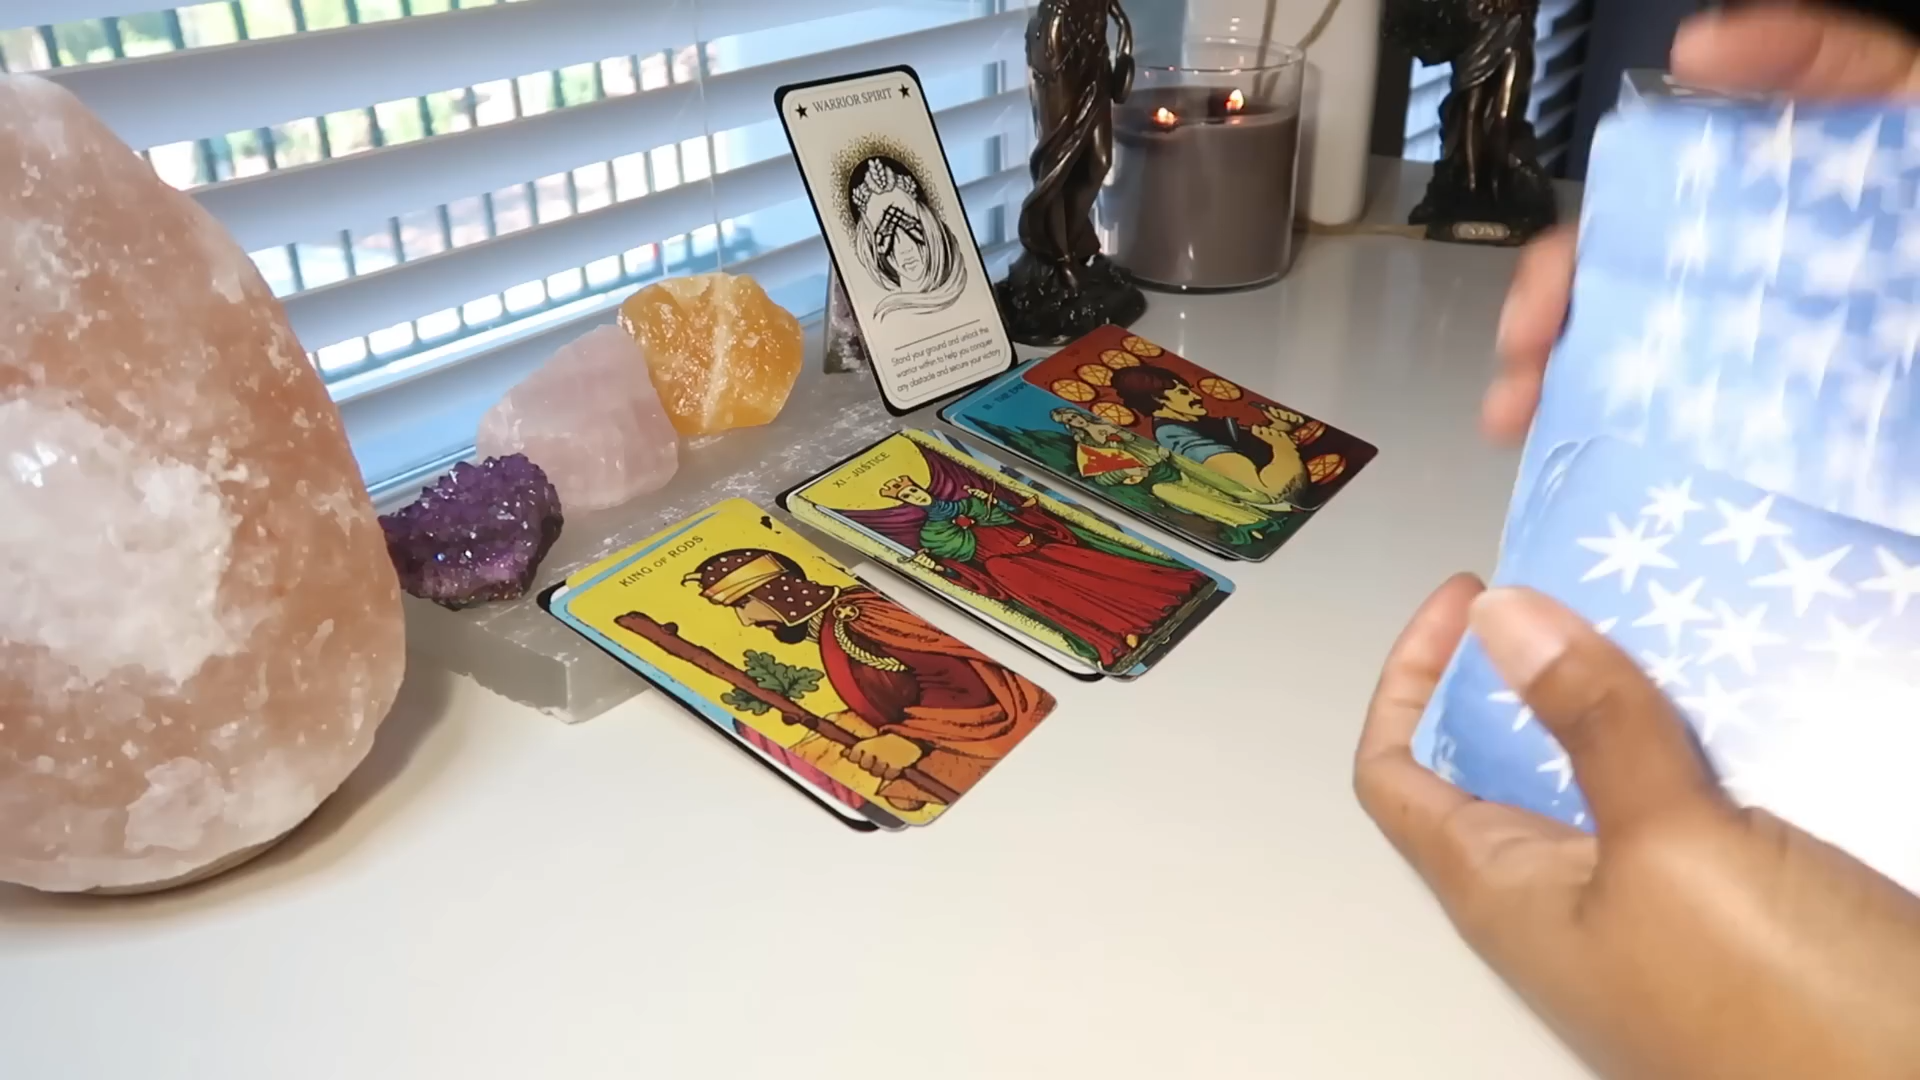 WARRIOR SPIRIT
Stand your ground and unlock the
warrior within to help you conquer
any obstacle and secure your victory
XI - JUSTICE
KING OF RODS